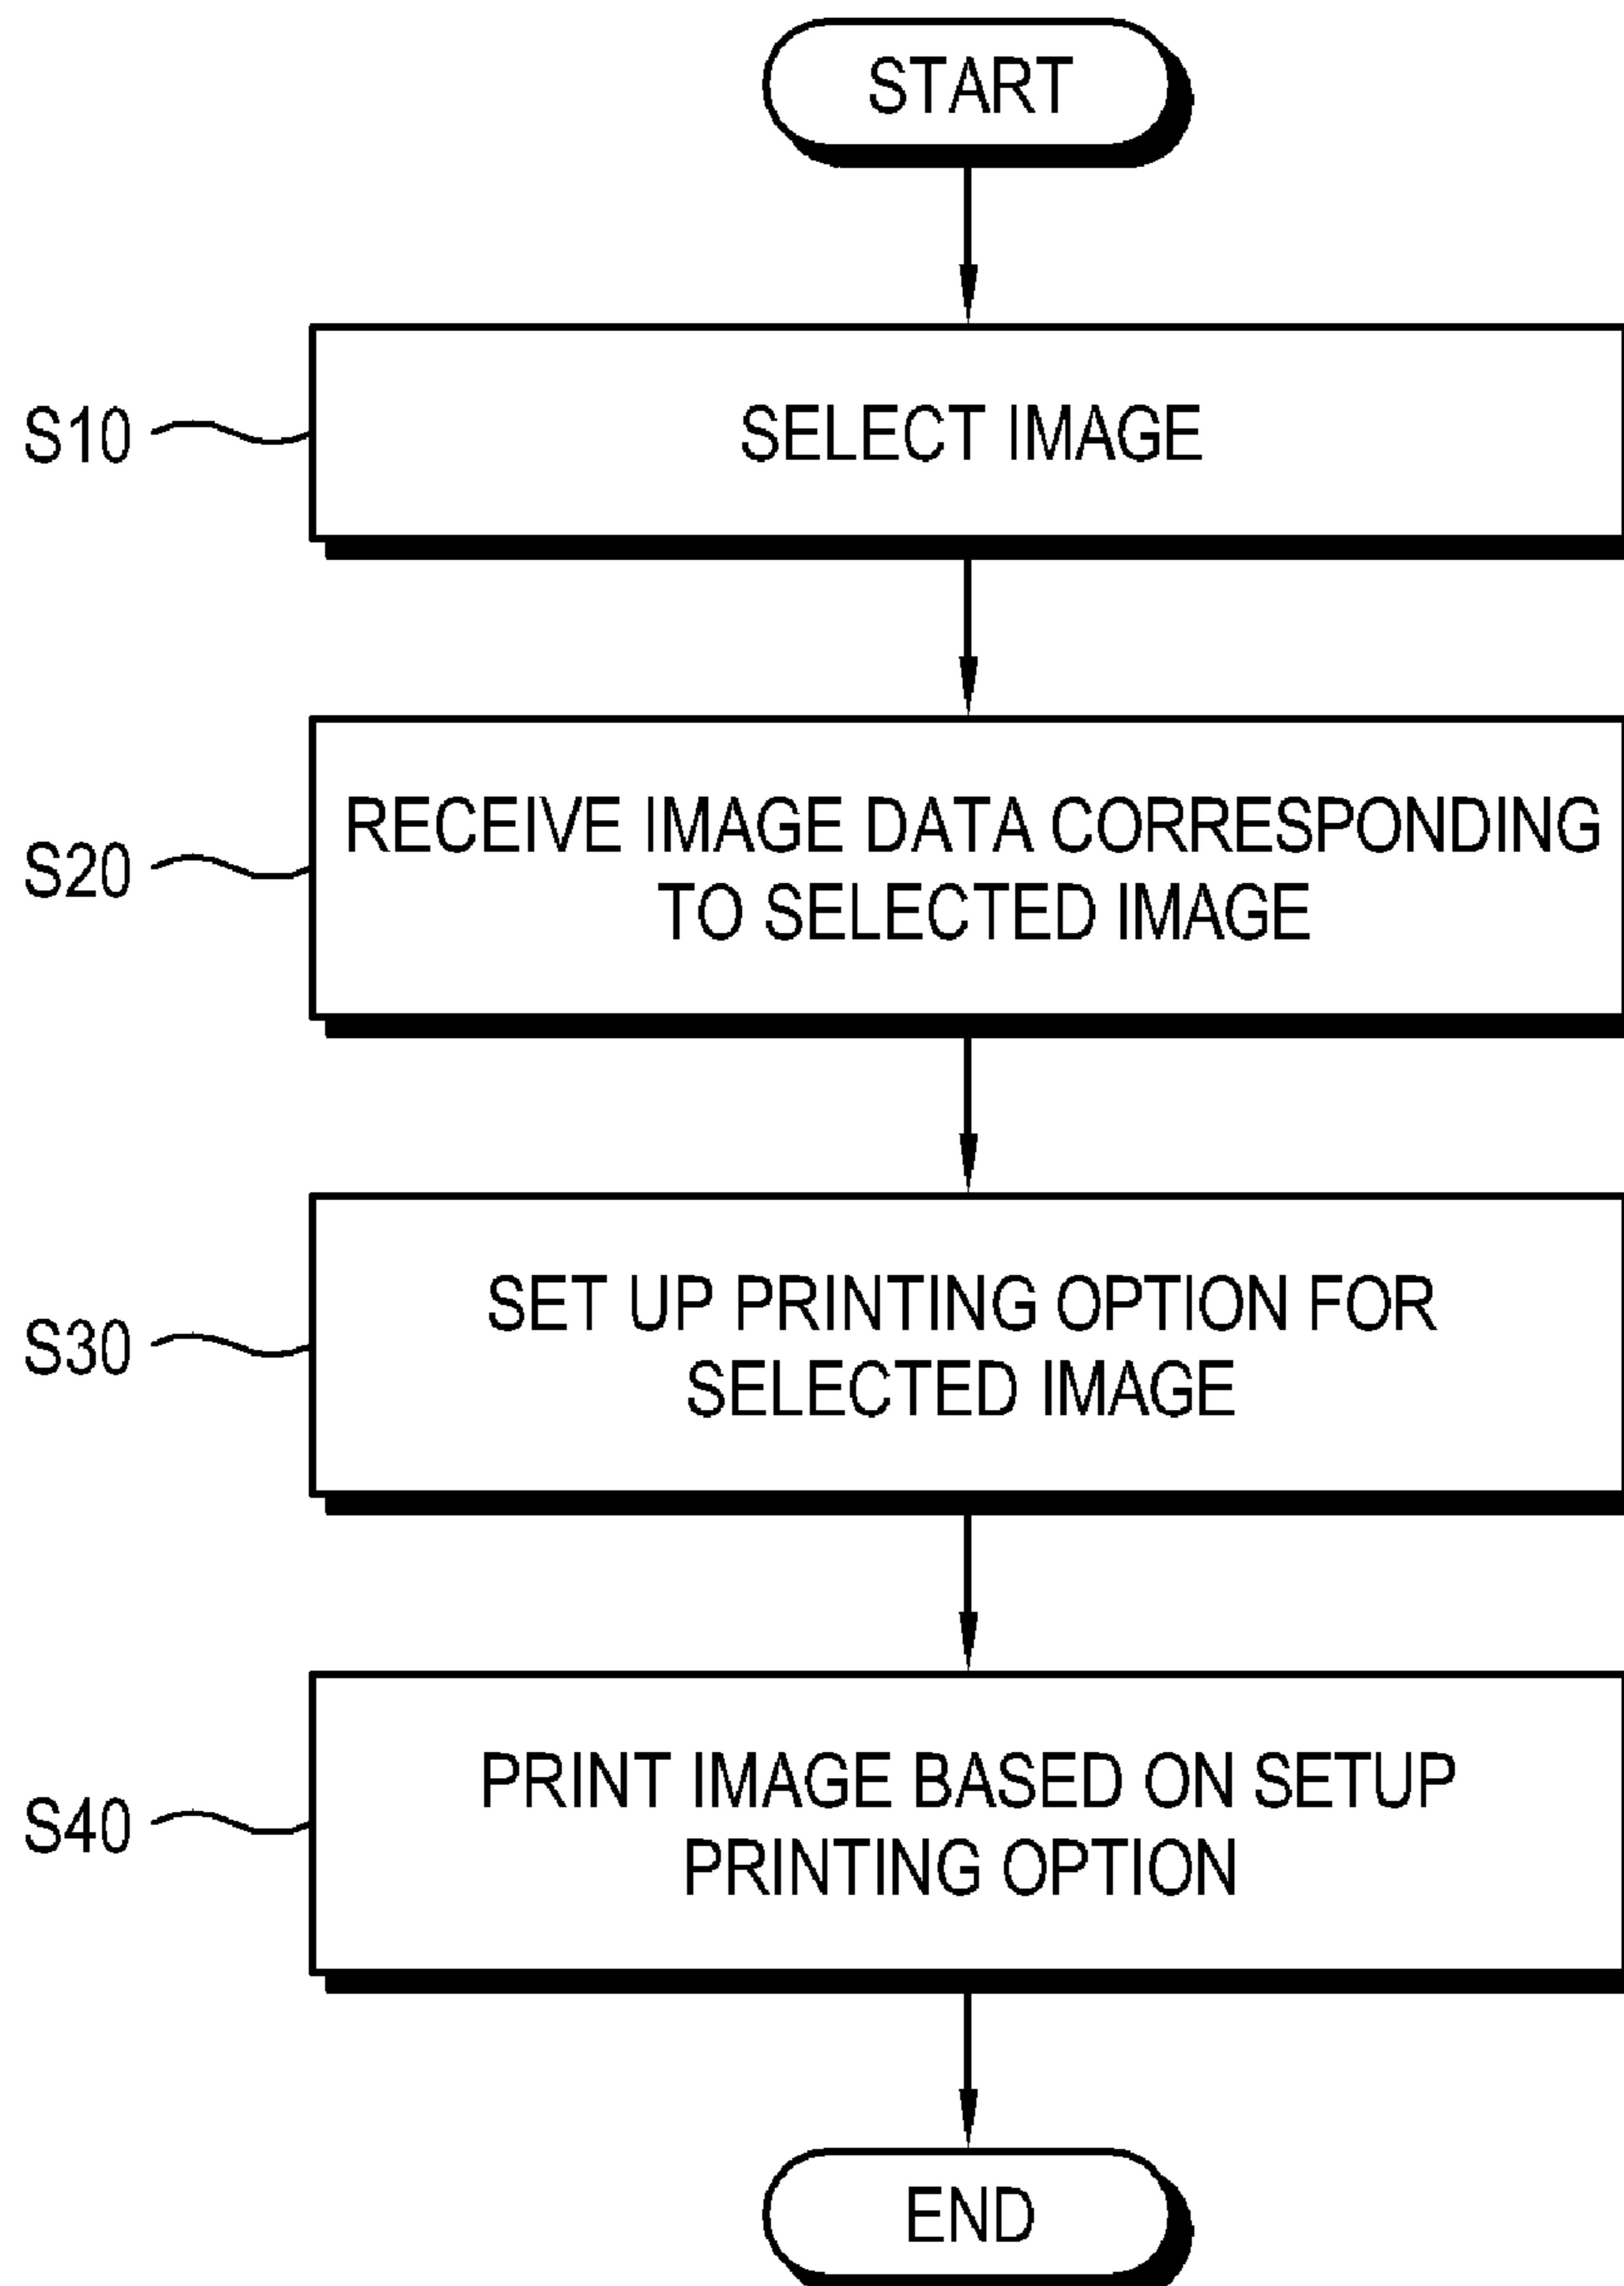 START
S10
SELECT IMAGE
S20
RECEIVE IMAGE DATA CORRESPONDING
TO SELECTED IMAGE
S30
SET UP PRINTING OPTION FOR
SELECTED IMAGE
S40
PRINT IMAGE BASED ON SETUP
PRINTING OPTION
END